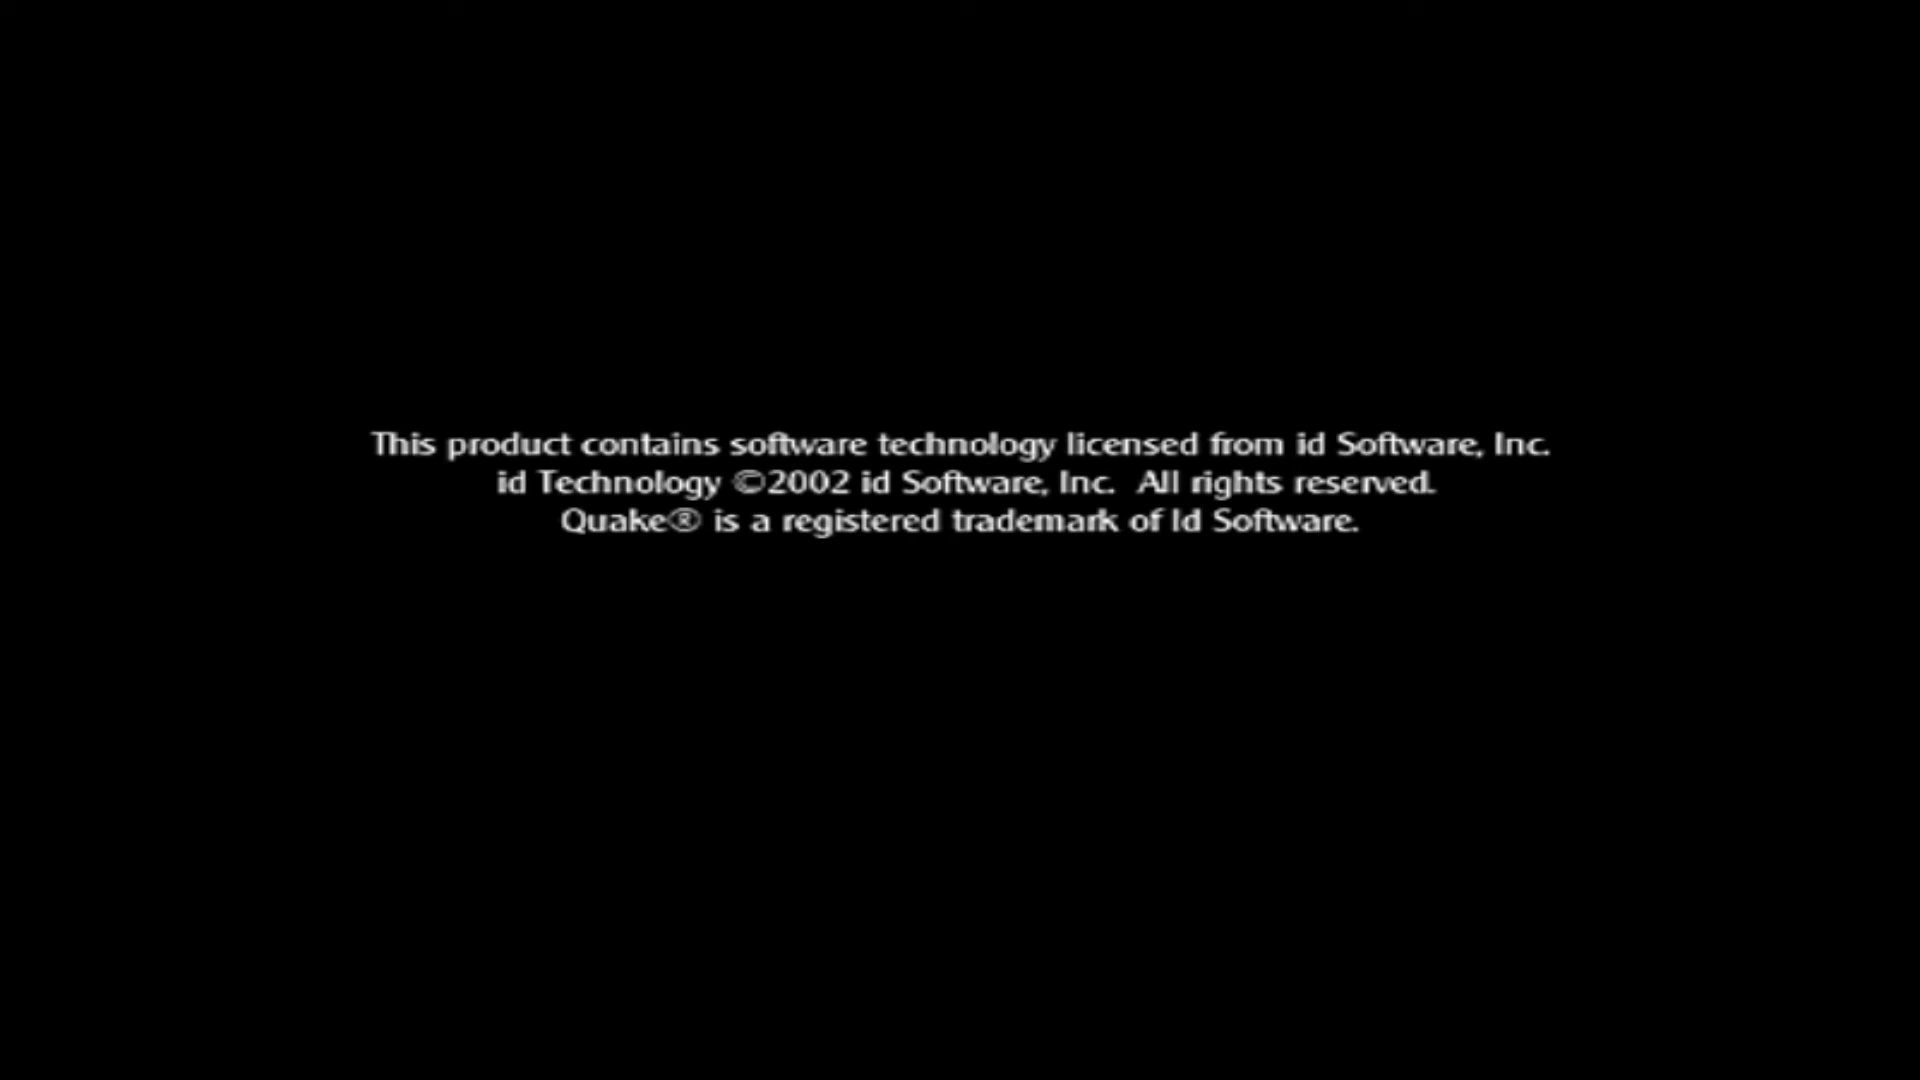 This product contains software technology licensed from id Software, Inc.
id Technology ©2002 id Software, Inc.  All rights reserved.
Quake® is a registered trademark of Id Software.